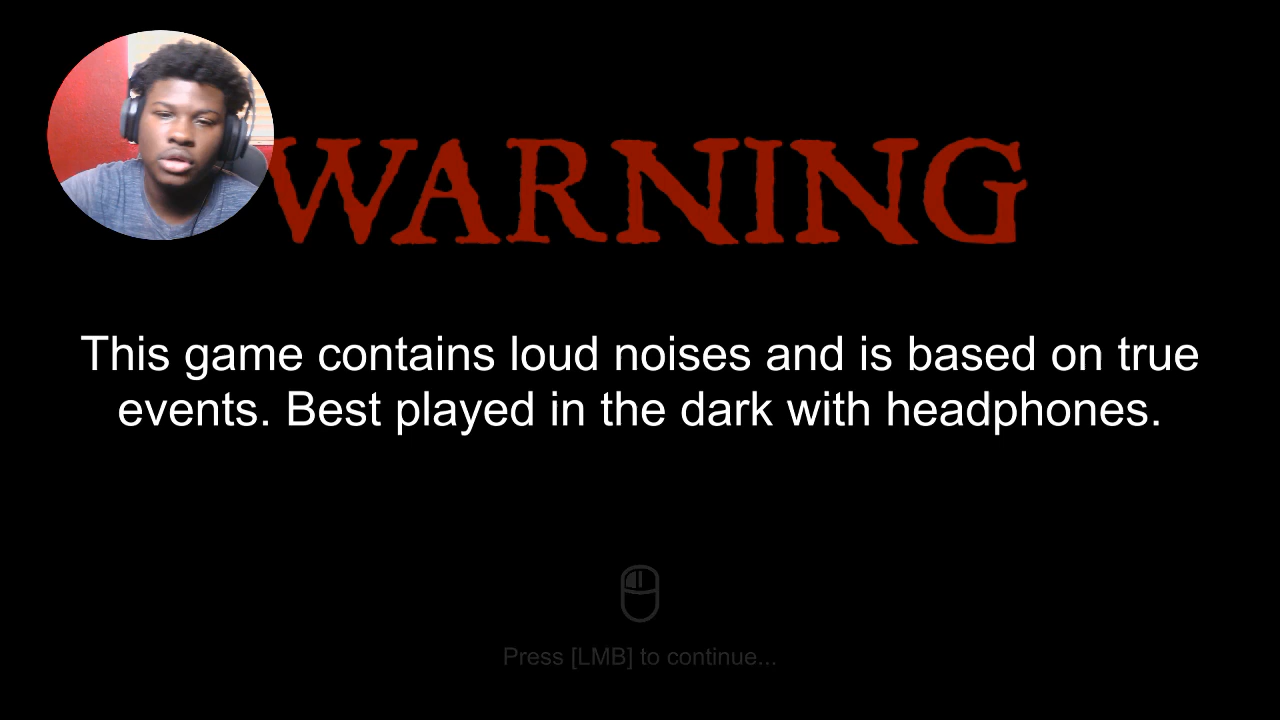 WARNING
This game contains loud noises and is based on true
events. Best played in the dark with headphones.
Press [LMB] to continue...